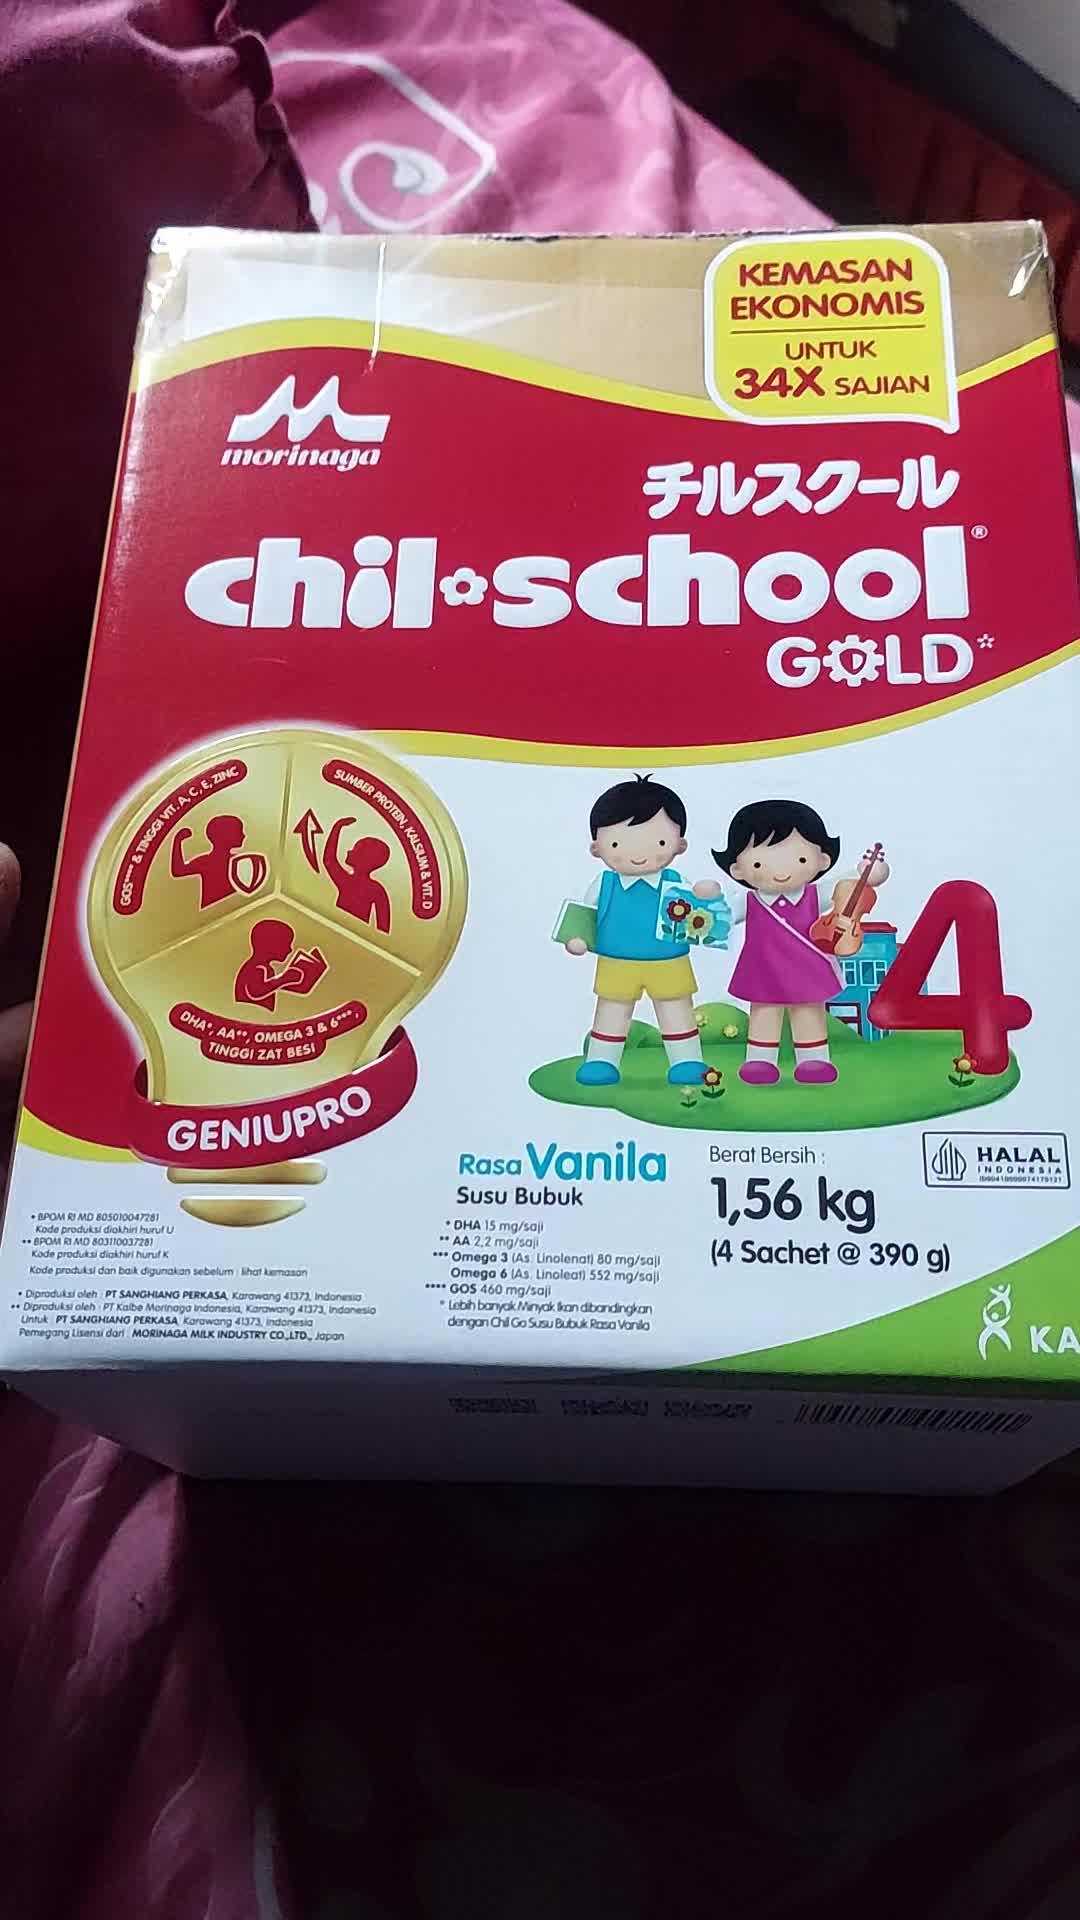 KEMASAN
EKONOMIS
UNTUK
34X SAJIAN
morinaga
チルスクール
chil school®
GOLD*
GOS**** & TINGGI VIT. A, C, E, ZINC
SUMBER PROTEIN, KALSIUM & VIT. D
DHA*, AA**, OMEGA 3 & 6***,
TINGGI ZAT BESI
GENIUPRO
4
Rasa Vanila
Susu Bubuk
* DHA 15 mg/saji
** AA 2,2 mg/saji
*** Omega 3 (As. Linolenat) 80 mg/saji
Omega 6 (As. Linoleat) 552 mg/saji
**** GOS 460 mg/saji
* Lebih banyak Minyak Ikan dibandingkan
dengan Chil Go Susu Bubuk Rasa Vanila
Berat Bersih :
1,56 kg
(4 Sachet @ 390 g)
HALAL
INDONESIA
• BPOM RI MD 805010047281
Kode produksi diakhiri huruf U
•• BPOM RI MD 803110037281
Kode produksi diakhiri huruf K
Kode produksi dan baik digunakan sebelum : lihat kemasan
• Diproduksi oleh : PT SANGHIANG PERKASA, Karawang 41373, Indonesia
•• Diproduksi oleh : PT Kalbe Morinaga Indonesia, Karawang 41373, Indonesia
Untuk : PT SANGHIANG PERKASA, Karawang 41373, Indonesia
Pemegang Lisensi dari : MORINAGA MILK INDUSTRY CO.,LTD., Japan
KA